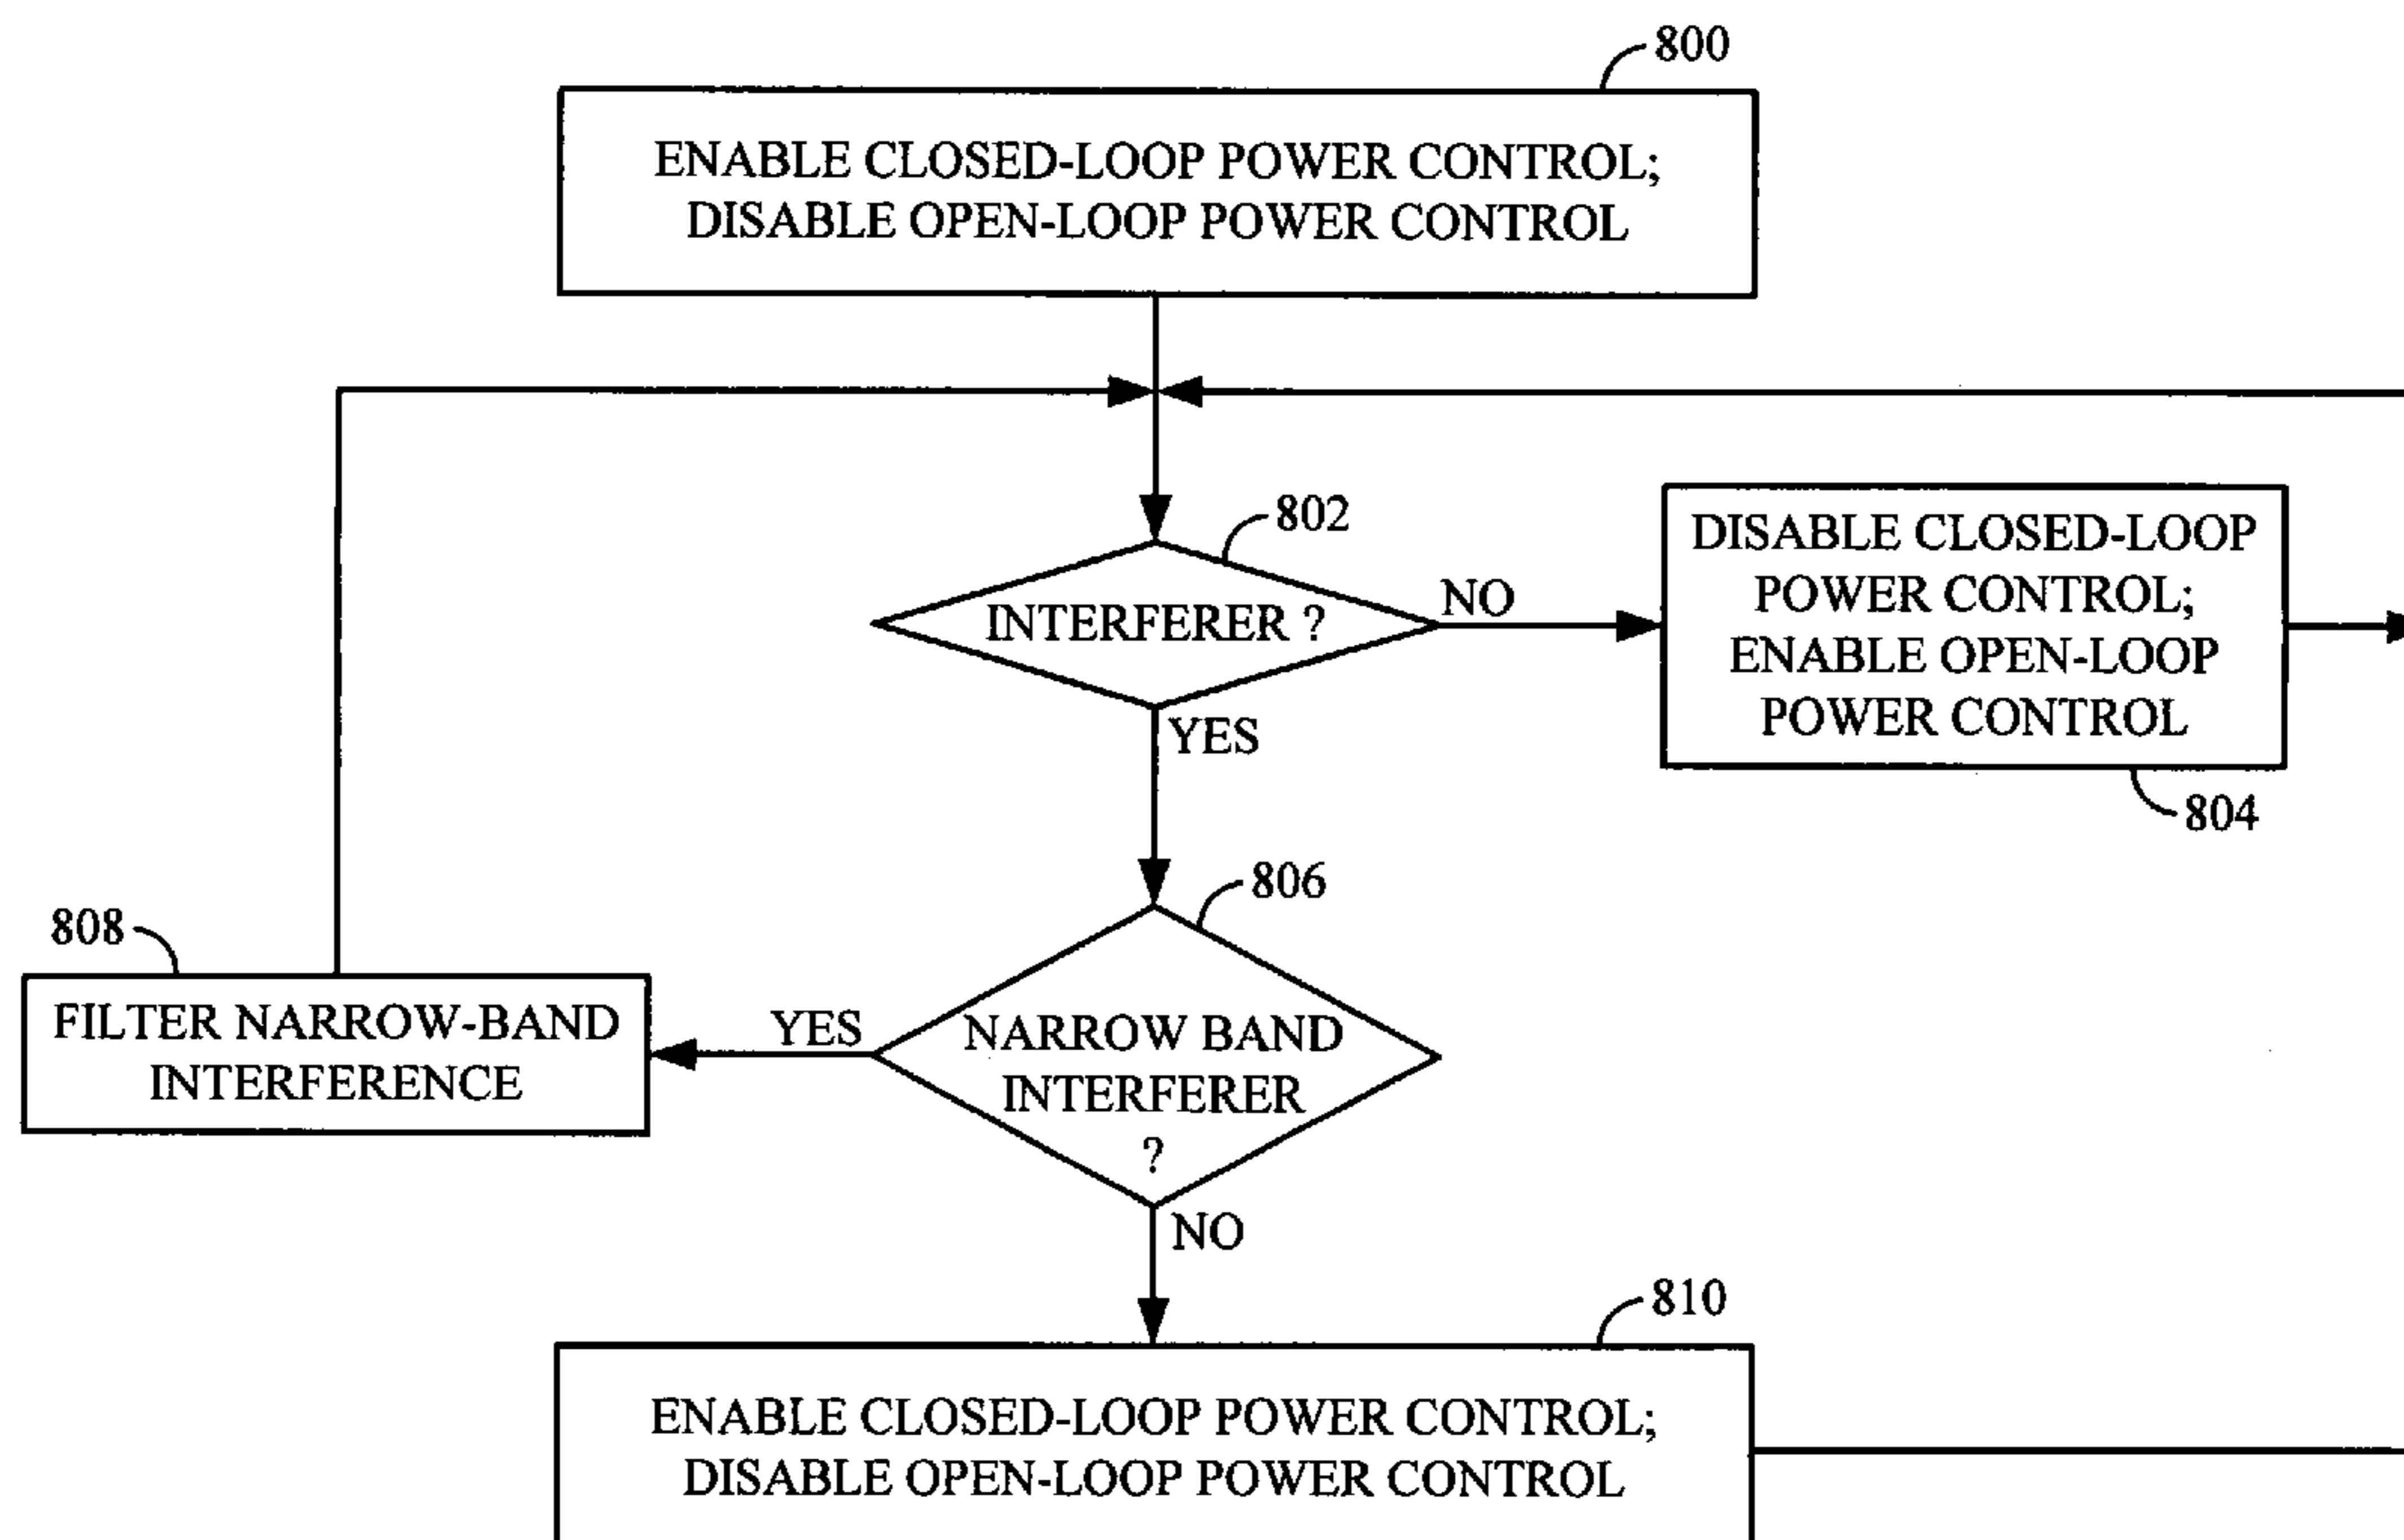 800
ENABLE CLOSED-LOOP POWER CONTROL;
DISABLE OPEN-LOOP POWER CONTROL
802
INTERFERER ?
NO
DISABLE CLOSED-LOOP
POWER CONTROL;
ENABLE OPEN-LOOP
POWER CONTROL
804
YES
806
808
FILTER NARROW-BAND
INTERFERENCE
YES
NARROW BAND
INTERFERER
?
NO
810
ENABLE CLOSED-LOOP POWER CONTROL;
DISABLE OPEN-LOOP POWER CONTROL